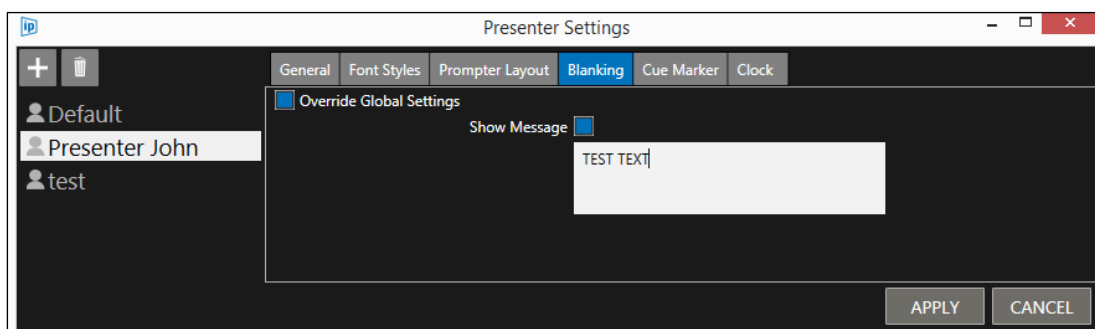 ip
Presenter Settings
General Font Styles Prompter Layout Blanking Cue Marker Clock
Default
Presenter John
test
Override Global Settings
Show Message
TEST TEXT
APPLY CANCEL